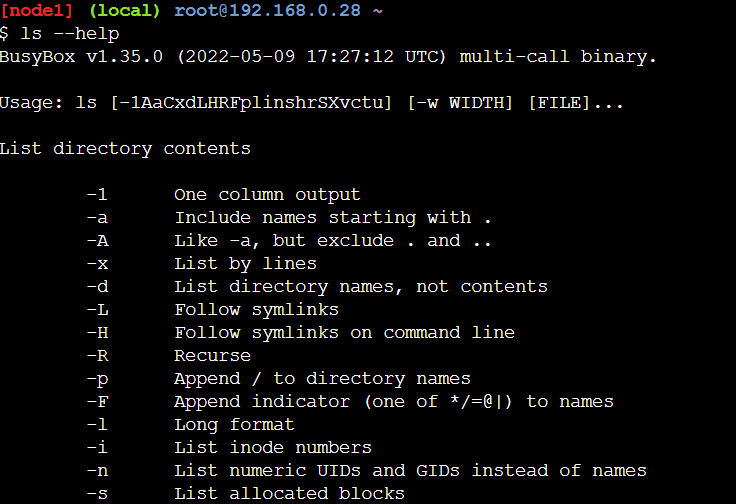 [node1] (local) root@192.168.0.28 ~
$ ls --help
BusyBox v1.35.0 (2022-05-09 17:27:12 UTC) multi-call binary.
Usage: ls [-1AaCxdLHRFplinshrSXvctu] [-w WIDTH] [FILE]...
List directory contents
-1 One column output
-a Include names starting with .
-A Like -a, but exclude . and ..
-x List by lines
-d List directory names, not contents
-L Follow symlinks
-H Follow symlinks on command line
-R Recurse
-p Append / to directory names
-F Append indicator (one of */=@|) to names
-l Long format
-i List inode numbers
-n List numeric UIDs and GIDs instead of names
-s List allocated blocks